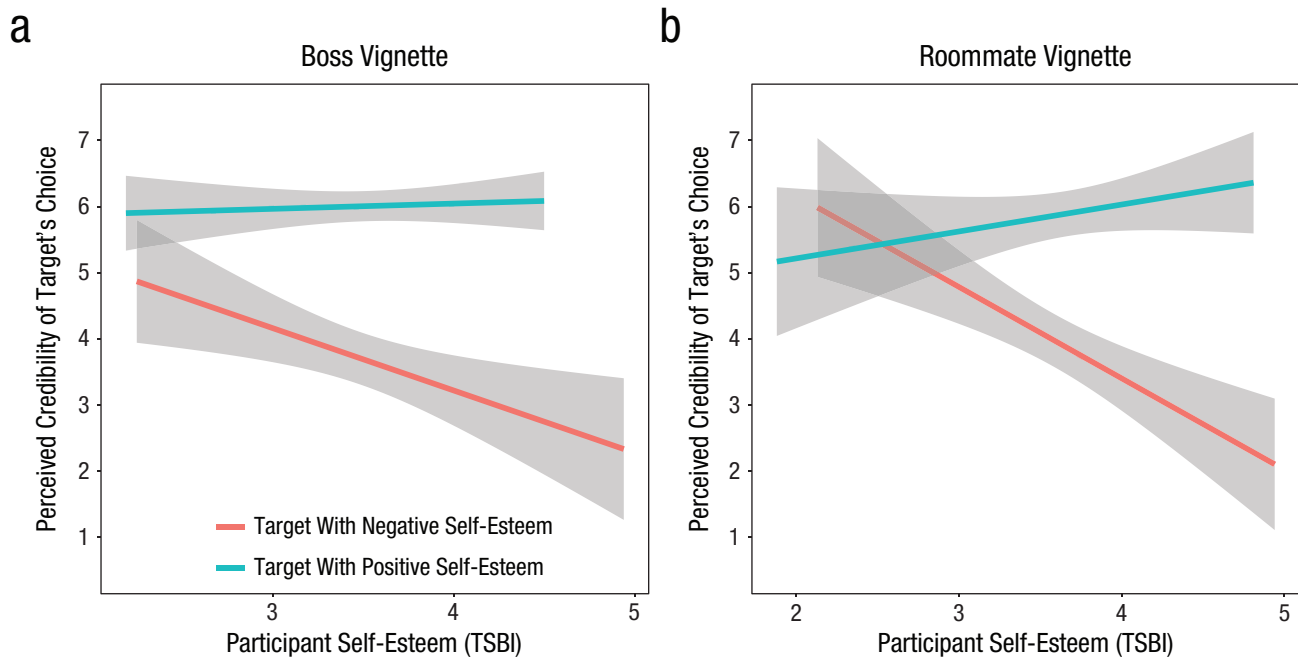 a
Boss Vignette
Perceived Credibility of Target's Choice
7
6
5
4
3
2
1
Target With Negative Self-Esteem
Target With Positive Self-Esteem
3 4 5
Participant Self-Esteem (TSBI)
b
Roommate Vignette
Perceived Credibility of Target's Choice
7
6
5
4
3
2
1
2 3 4 5
Participant Self-Esteem (TSBI)